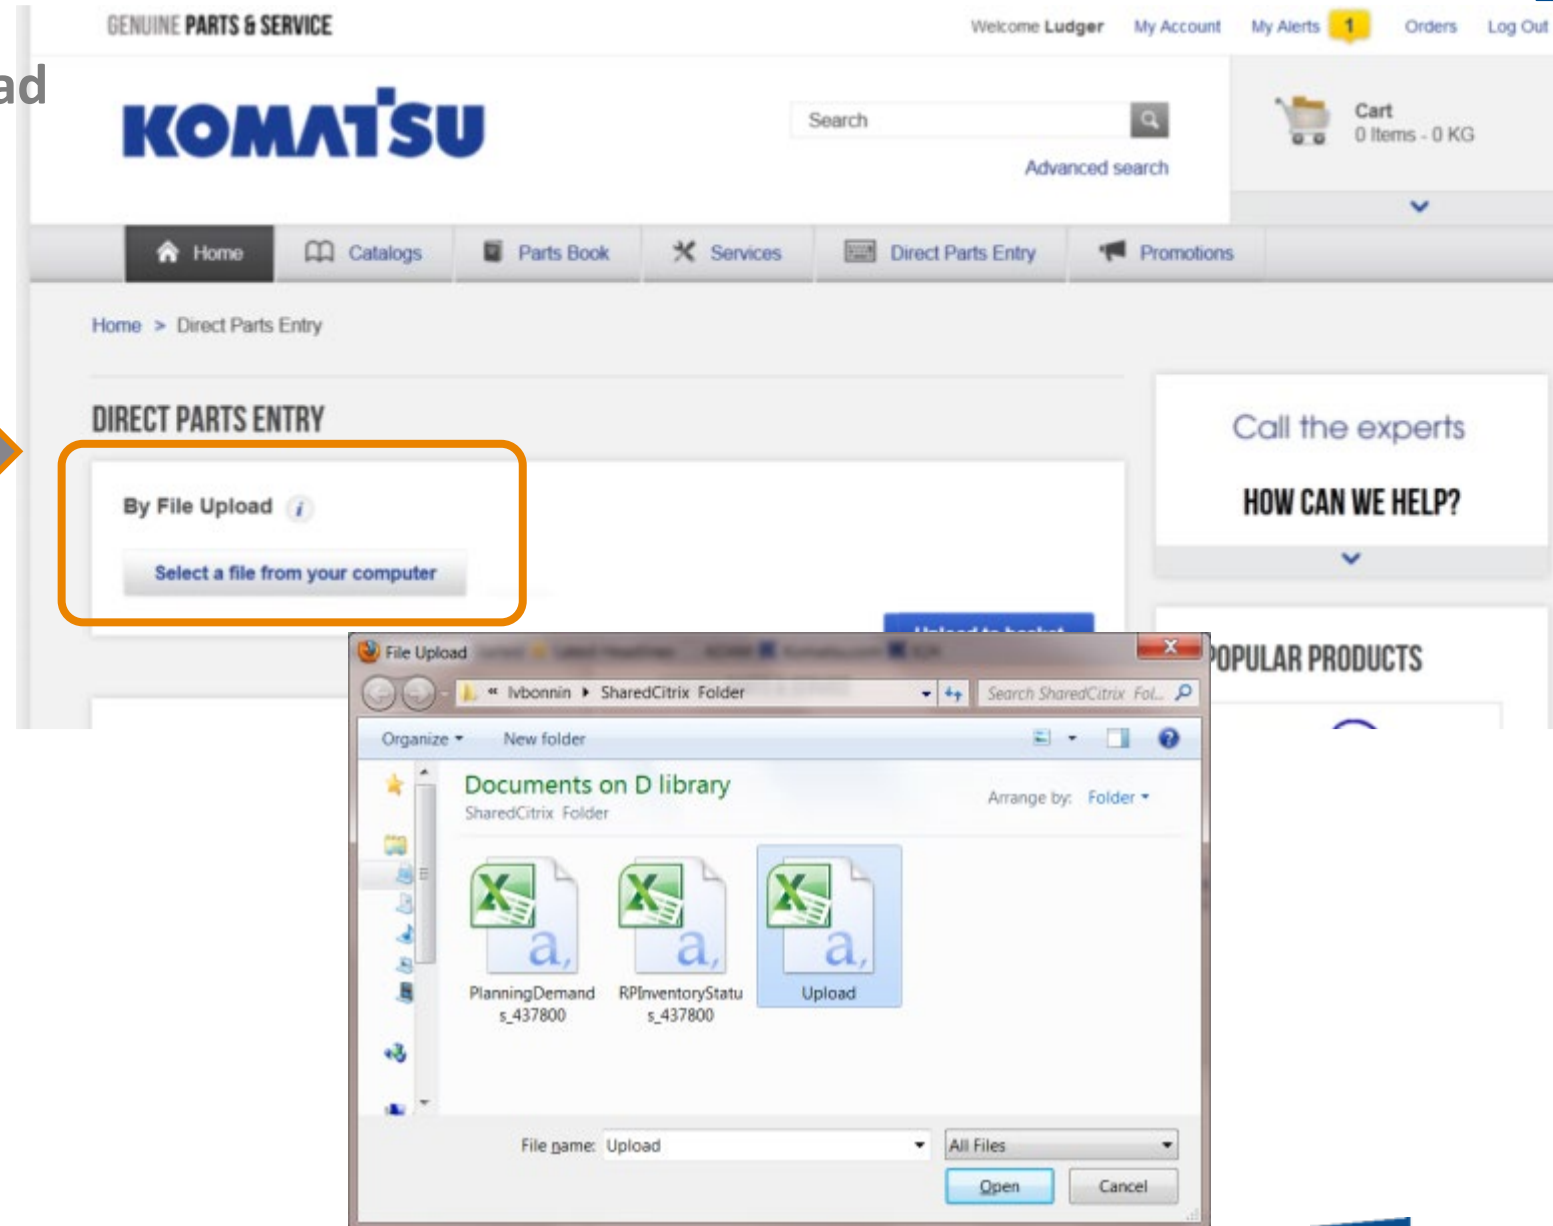 GENUINE PARTS & SERVICE
Welcome Ludger My Account My Alerts 1 Orders Log Out
ad
KOMATSU
Search
Cart
0 Items - 0 KG
Advanced search
Home Catalogs Parts Book Services Direct Parts Entry Promotions
Home > Direct Parts Entry
DIRECT PARTS ENTRY
Call the experts
By File Upload i
HOW CAN WE HELP?
Select a file from your computer
Upload to basket
POPULAR PRODUCTS
File Upload
« lvbonnin SharedCitrix Folder Search SharedCitrix Fol...
Organize New folder
Documents on D library
SharedCitrix Folder
Arrange by: Folder
PlanningDemand
s_437800
RPInventoryStatu
s_437800
Upload
File name: Upload All Files
Open Cancel